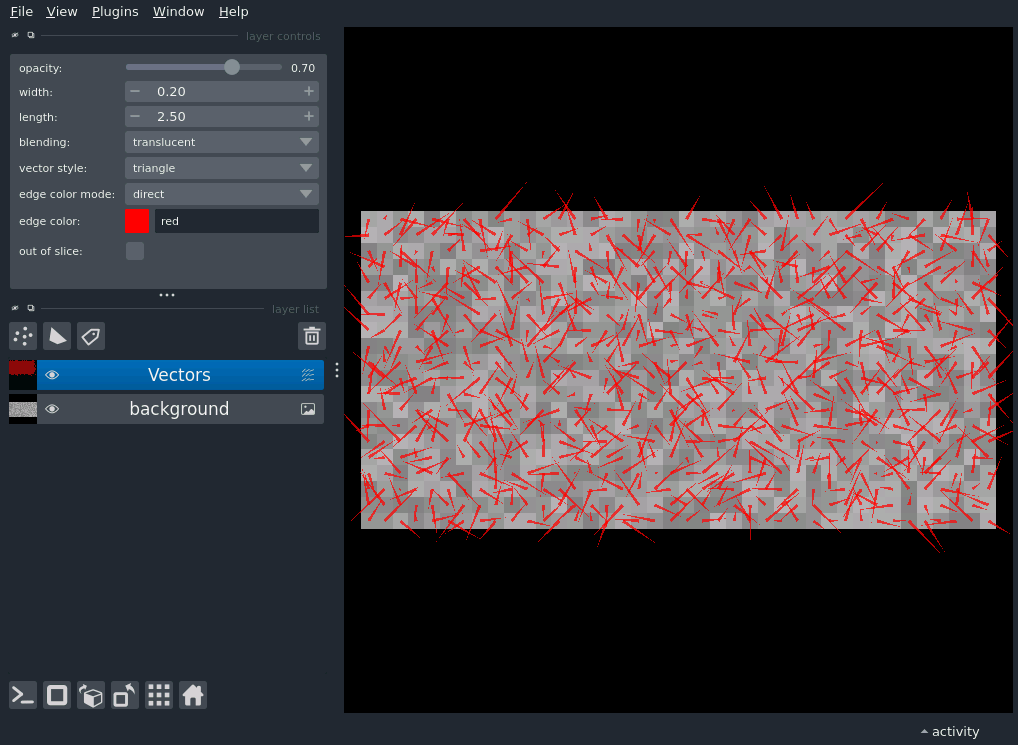 File View Plugins Window Help
layer controls
opacity: 0.70
width: − 0.20 +
length: − 2.50 +
blending: translucent
vector style: triangle
edge color mode: direct
edge color: red
out of slice:
layer list
Vectors
background
activity